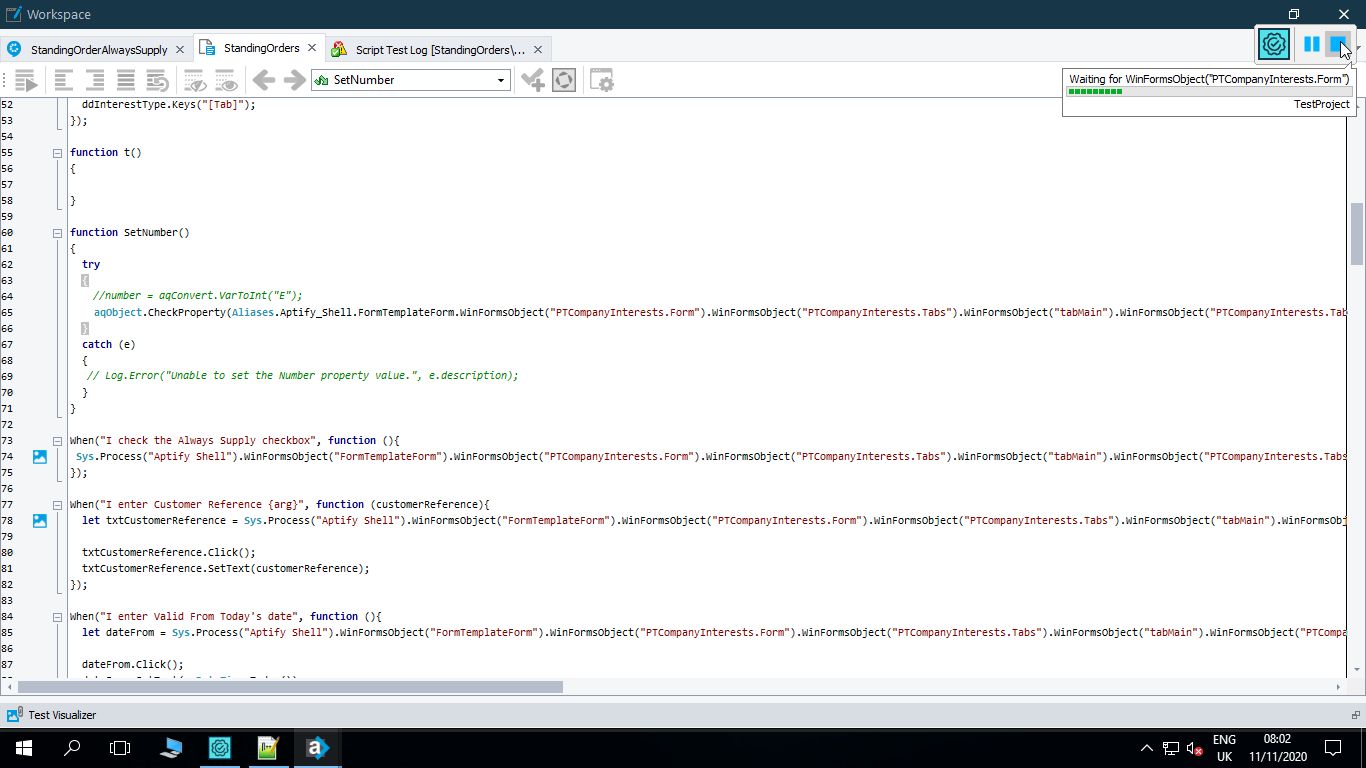 Workspace
StandingOrderAlwaysSupply
StandingOrders
Script Test Log [StandingOrders\...
SetNumber
Waiting for WinFormsObject("PTCompanyInterests.Form")
TestProject
52 ddInterestType.Keys("[Tab]");
53 });
54
55 function t()
56 {
57
58 }
59
60 function SetNumber()
61 {
62 try
63 {
64 //number = aqConvert.VarToInt("E");
65 aqObject.CheckProperty(Aliases.Aptify_Shell.FormTemplateForm.WinFormsObject("PTCompanyInterests.Form").WinFormsObject("PTCompanyInterests.Tabs").WinFormsObject("tabMain").WinFormsObject("PTCompanyInterests.Tab
66 }
67 catch (e)
68 {
69 // Log.Error("Unable to set the Number property value.", e.description);
70 }
71 }
72
73 When("I check the Always Supply checkbox", function (){
74 Sys.Process("Aptify Shell").WinFormsObject("FormTemplateForm").WinFormsObject("PTCompanyInterests.Form").WinFormsObject("PTCompanyInterests.Tabs").WinFormsObject("tabMain").WinFormsObject("PTCompanyInterests.Tabs
75 });
76
77 When("I enter Customer Reference {arg}", function (customerReference){
78 let txtCustomerReference = Sys.Process("Aptify Shell").WinFormsObject("FormTemplateForm").WinFormsObject("PTCompanyInterests.Form").WinFormsObject("PTCompanyInterests.Tabs").WinFormsObject("tabMain").WinFormsObj
79
80 txtCustomerReference.Click();
81 txtCustomerReference.SetText(customerReference);
82 });
83
84 When("I enter Valid From Today's date", function (){
85 let dateFrom = Sys.Process("Aptify Shell").WinFormsObject("FormTemplateForm").WinFormsObject("PTCompanyInterests.Form").WinFormsObject("PTCompanyInterests.Tabs").WinFormsObject("tabMain").WinFormsObject("PTCompa
86
87 dateFrom.Click();
Test Visualizer
ENG
UK
08:02
11/11/2020